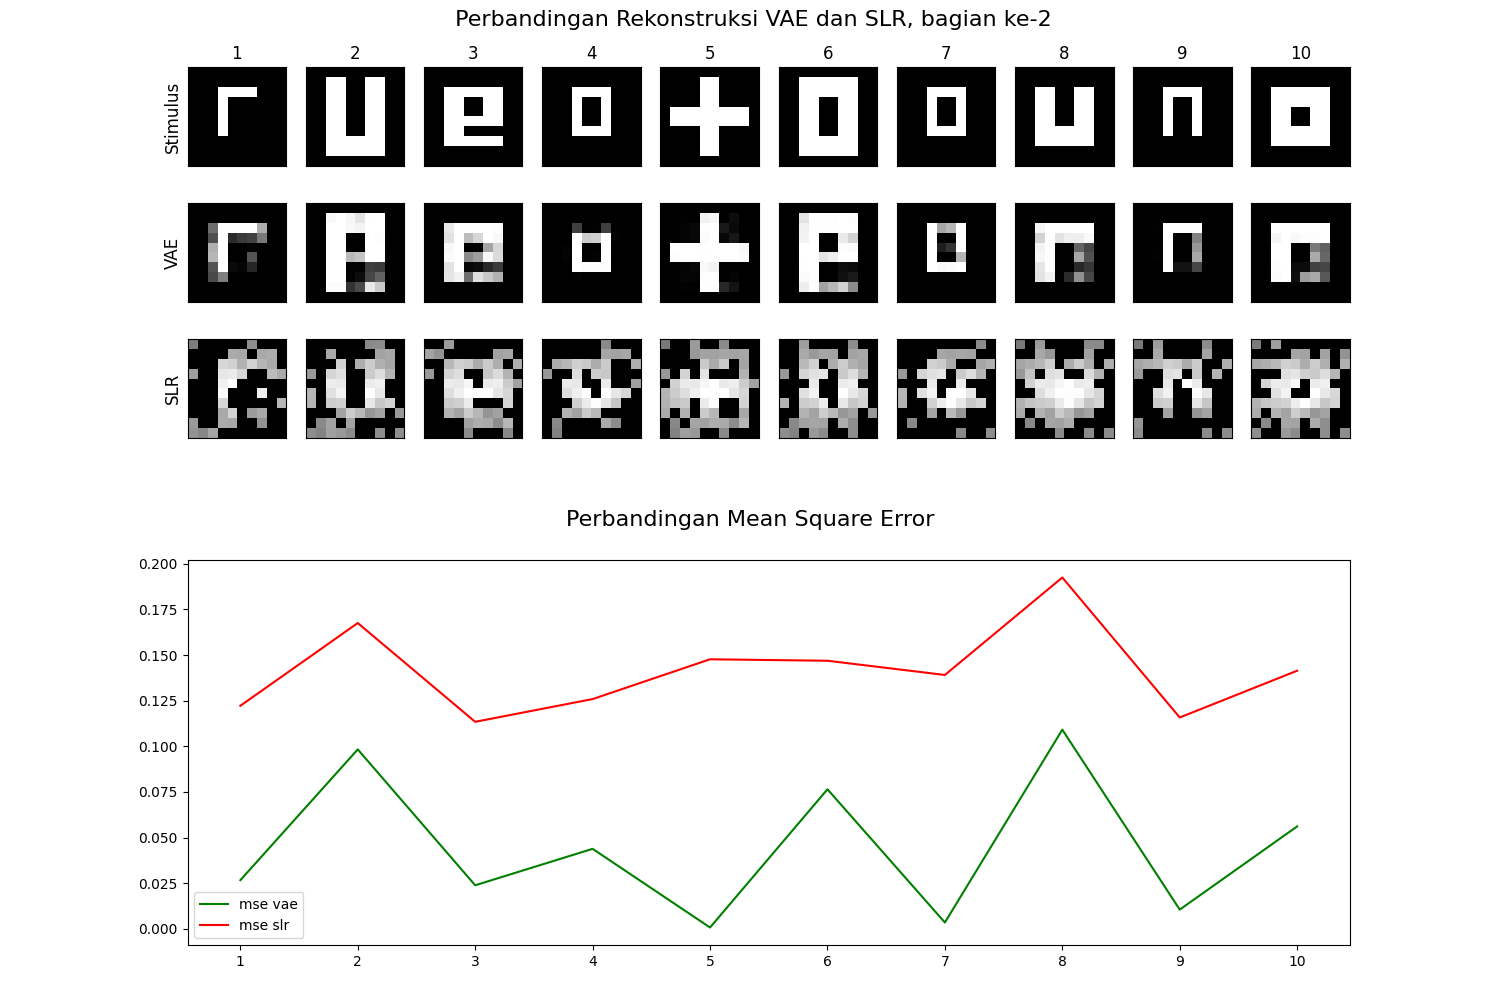 Perbandingan Rekonstruksi VAE dan SLR, bagian ke-2
1 2 3 4 5 6 7 8 9 10
Stimulus
VAE
SLR
Perbandingan Mean Square Error
0.200
0.175
0.150
0.125
0.100
0.075
0.050
0.025
0.000
mse vae
mse slr
1 2 3 4 5 6 7 8 9 10